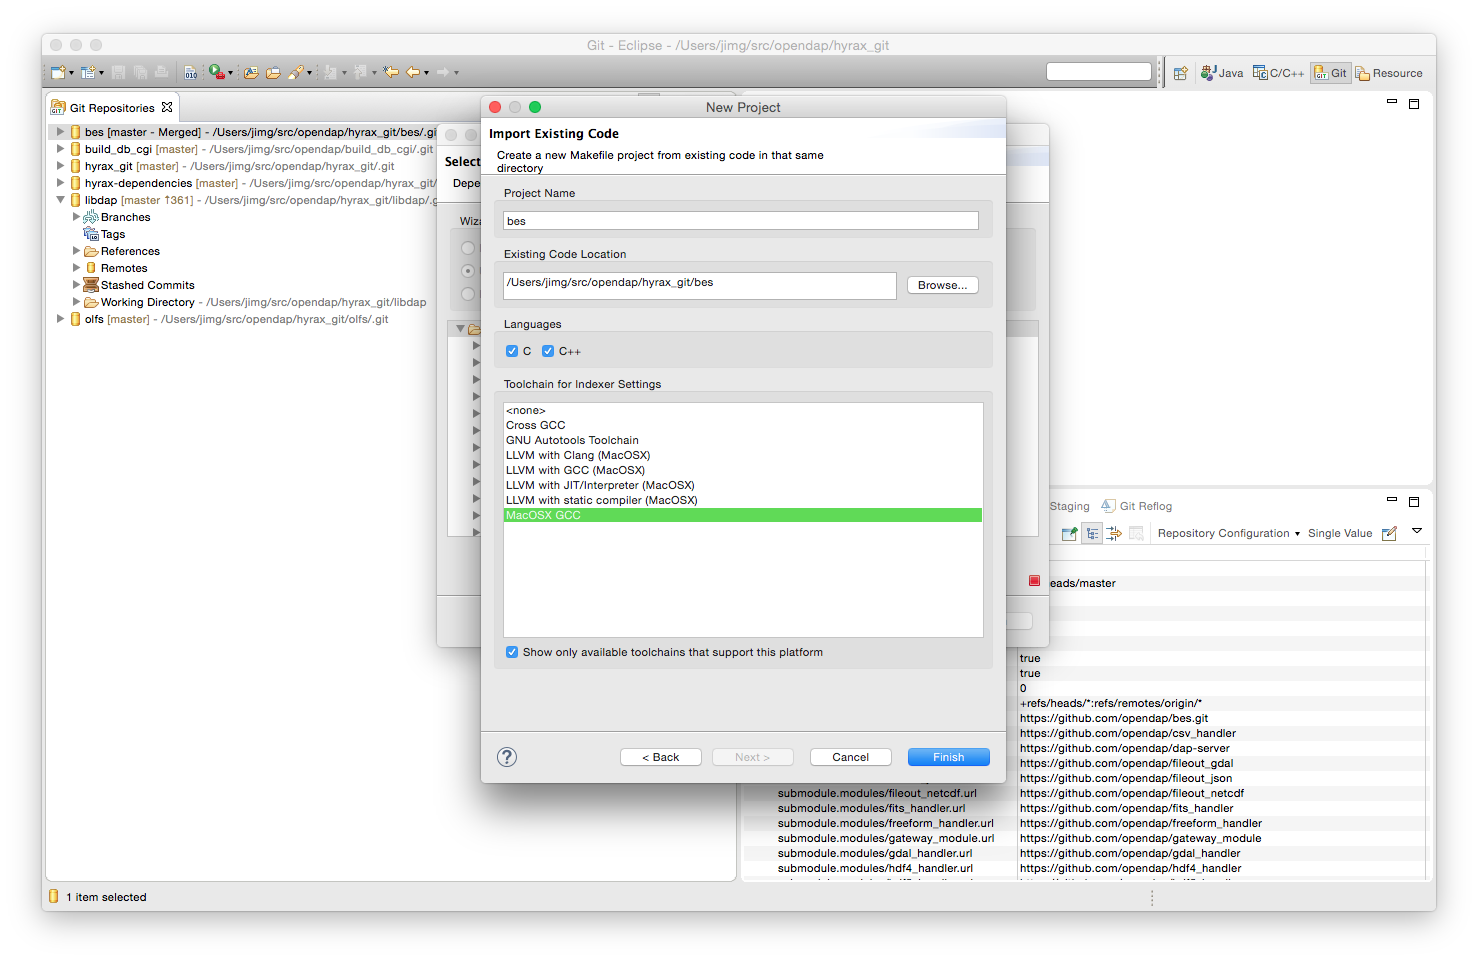 Git - Eclipse - /Users/jimg/src/opendap/hyrax_git
010
Java
C/C++
Git
Resource
Git Repositories
bes [master - Merged] - /Users/jimg/src/opendap/hyrax_git/bes/.gi
build_db_cgi [master] - /Users/jimg/src/opendap/build_db_cgi/.git
hyrax_git [master] - /Users/jimg/src/opendap/hyrax_git/.git
hyrax-dependencies [master] - /Users/jimg/src/opendap/hyrax_git/
libdap [master ↑361] - /Users/jimg/src/opendap/hyrax_git/libdap/.g
Branches
Tags
References
Remotes
Stashed Commits
Working Directory - /Users/jimg/src/opendap/hyrax_git/libdap
olfs [master] - /Users/jimg/src/opendap/hyrax_git/olfs/.git
Select
Depe
Wiza
New Project
Import Existing Code
Create a new Makefile project from existing code in that same
directory
Project Name
bes
Existing Code Location
/Users/jimg/src/opendap/hyrax_git/bes
Browse...
Languages
C
C++
Toolchain for Indexer Settings
<none>
Cross GCC
GNU Autotools Toolchain
LLVM with Clang (MacOSX)
LLVM with GCC (MacOSX)
LLVM with JIT/Interpreter (MacOSX)
LLVM with static compiler (MacOSX)
MacOSX GCC
Show only available toolchains that support this platform
?
< Back
Next >
Cancel
Finish
Staging
Git Reflog
Repository Configuration
Single Value
eads/master
true
true
0
+refs/heads/*:refs/remotes/origin/*
https://github.com/opendap/bes.git
https://github.com/opendap/csv_handler
https://github.com/opendap/dap-server
https://github.com/opendap/fileout_gdal
https://github.com/opendap/fileout_json
submodule.modules/fileout_netcdf.url https://github.com/opendap/fileout_netcdf
submodule.modules/fits_handler.url https://github.com/opendap/fits_handler
submodule.modules/freeform_handler.url https://github.com/opendap/freeform_handler
submodule.modules/gateway_module.url https://github.com/opendap/gateway_module
submodule.modules/gdal_handler.url https://github.com/opendap/gdal_handler
submodule.modules/hdf4_handler.url https://github.com/opendap/hdf4_handler
1 item selected